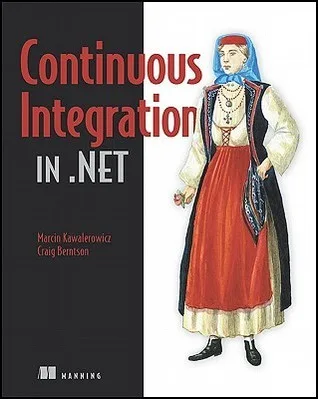 Continuous
Integration
IN .NET
Marcin Kawalerowicz
Craig Berntson
MANNING